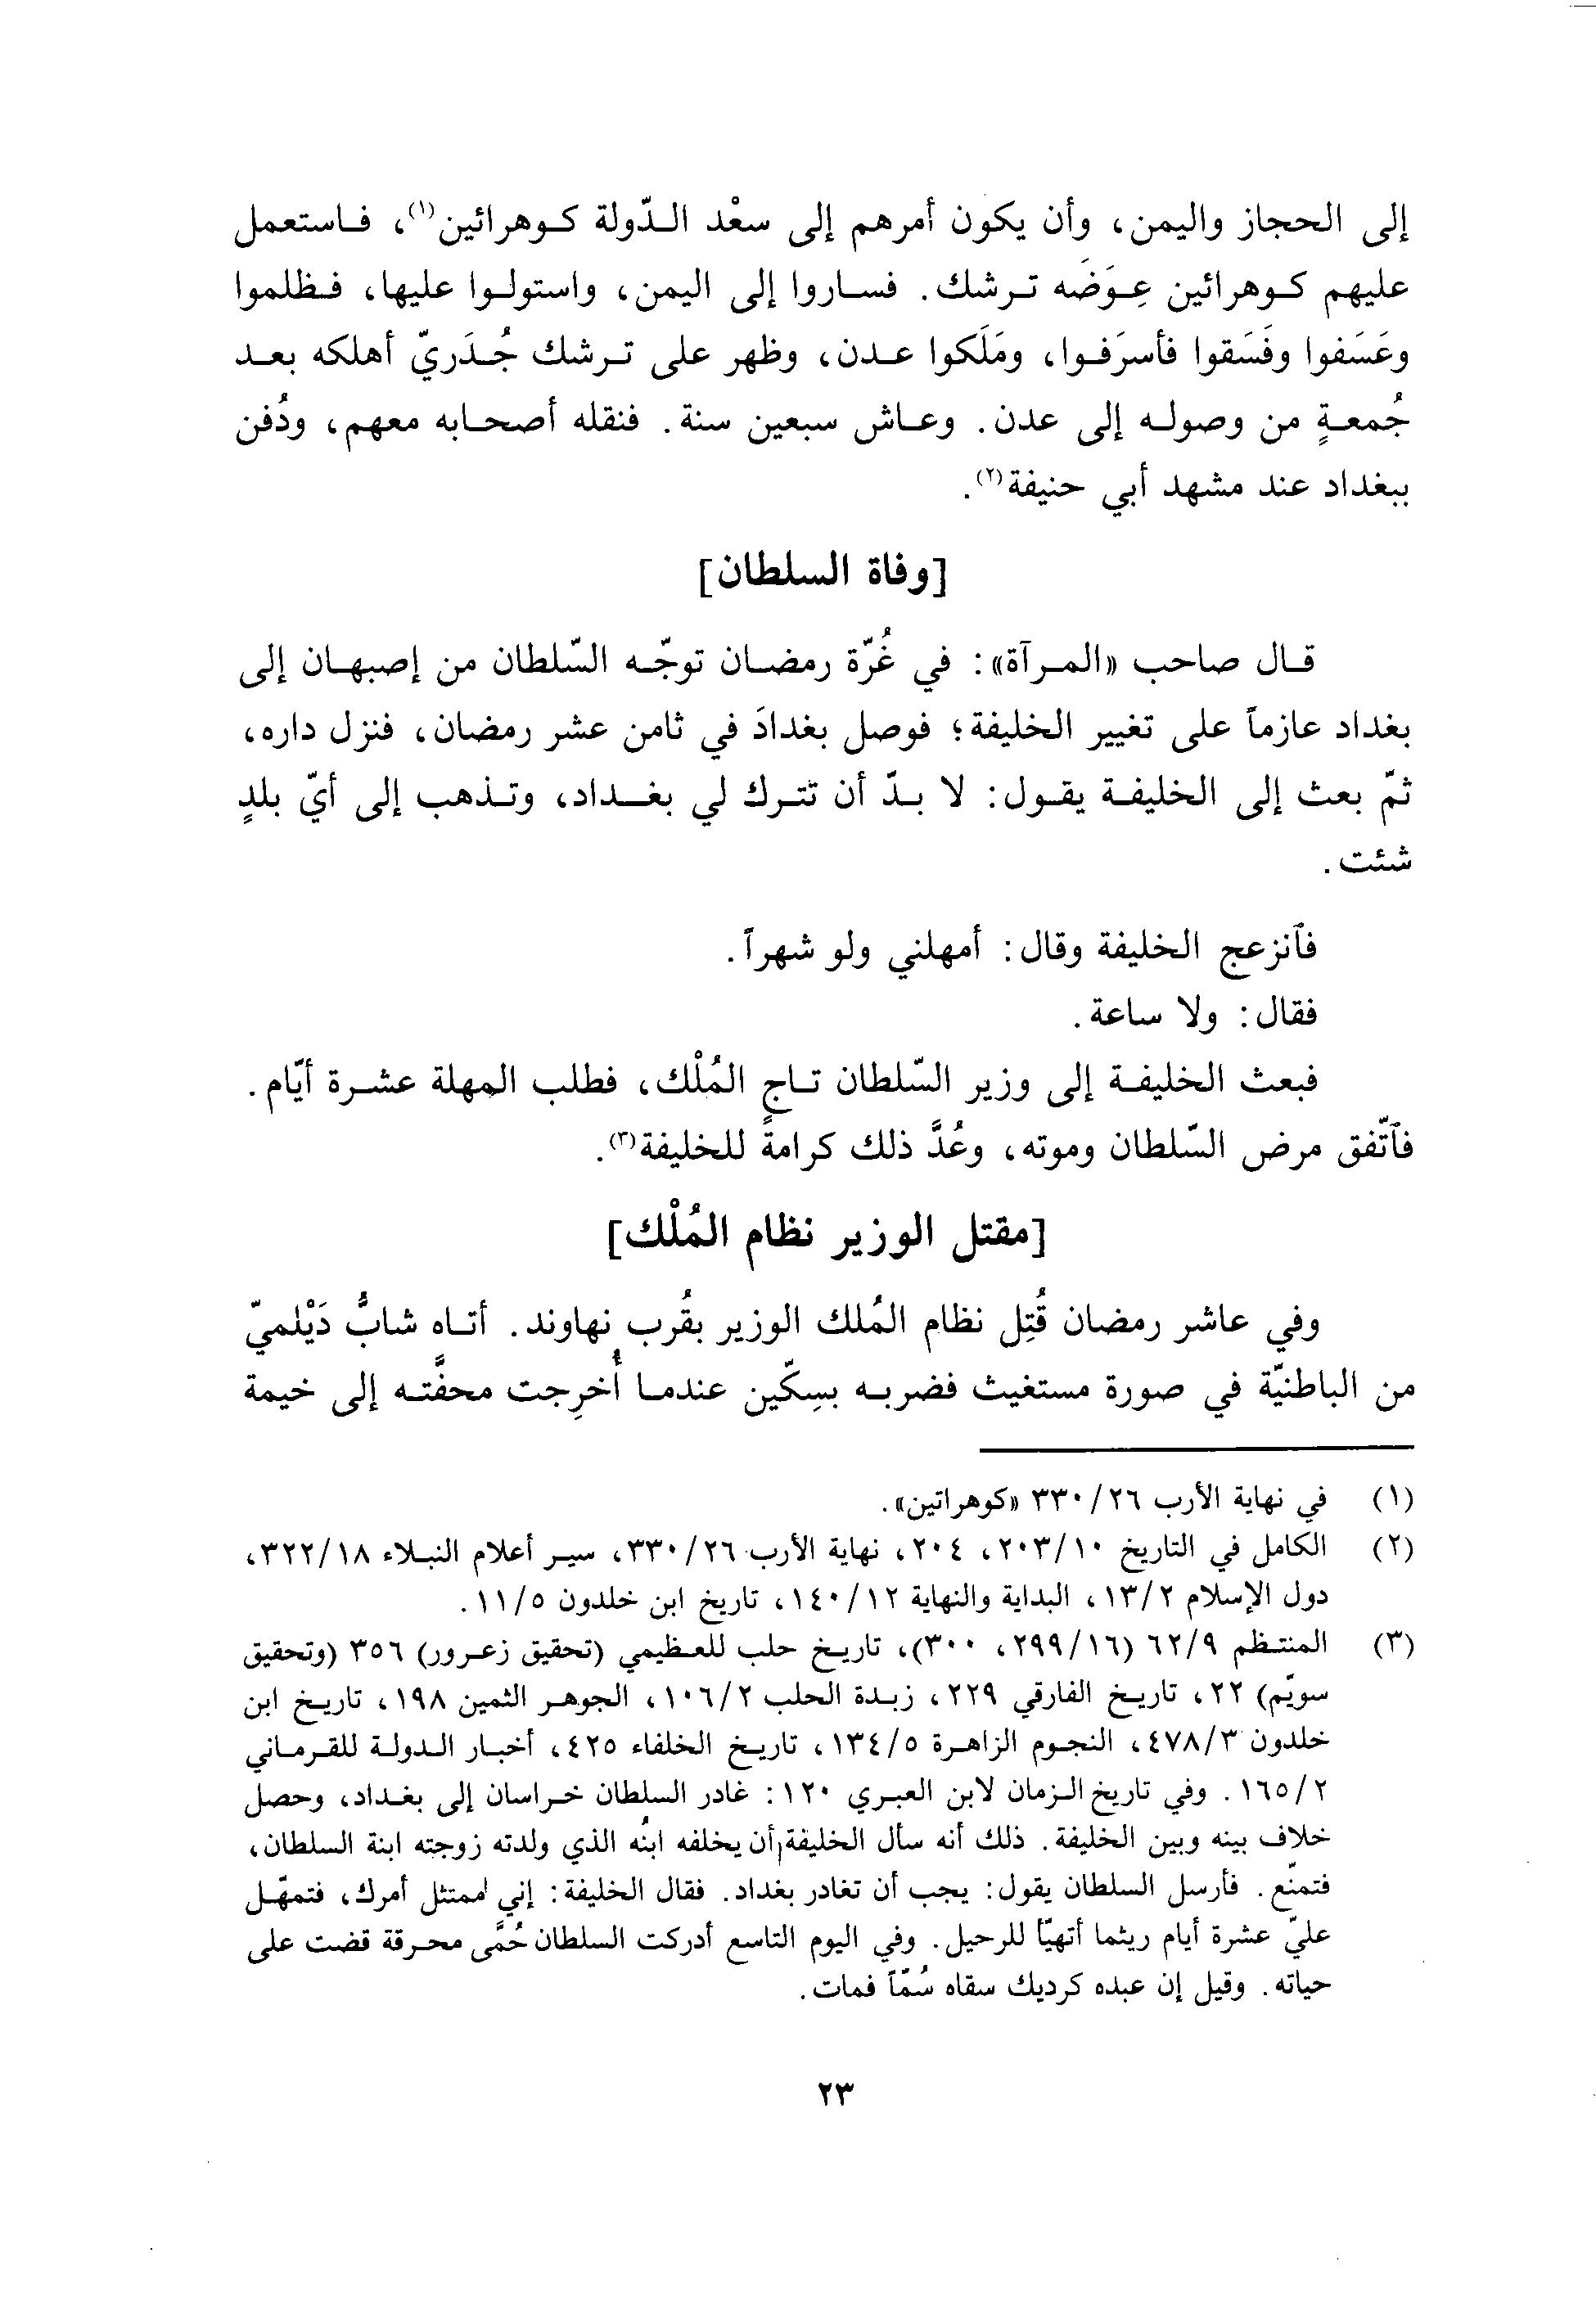 إلى الحجاز واليمن، وأن يكون أمرهم إلى سعْد الدّولة كوهرائين(١)، فاستعمل
عليهم كوهرائين عِوَضَه ترشك. فساروا إلى اليمن، واستولوا عليها، فظلموا
وعَسَفوا وفَسَقوا فأسرَفوا، ومَلَكوا عدن، وظهر على ترشك جُدَريّ أهلكه بعد
جُمعةٍ من وصوله إلى عدن. وعاش سبعين سنة. فنقله أصحابه معهم، ودُفن
ببغداد عند مشهد أبي حنيفة(٢).
[وفاة السلطان]
قال صاحب «المرآة»: في غُرّة رمضان توجّه السّلطان من إصبهان إلى
بغداد عازماً على تغيير الخليفة؛ فوصل بغدادَ في ثامن عشر رمضان، فنزل داره،
ثمّ بعث إلى الخليفة يقول: لا بدّ أن تترك لي بغداد، وتذهب إلى أيّ بلدٍ
شئت.
فٱنزعج الخليفة وقال: أمهلني ولو شهراً.
فقال: ولا ساعة.
فبعث الخليفة إلى وزير السّلطان تاج المُلْك، فطلب المهلة عشرة أيّام.
فٱتّفق مرض السّلطان وموته، وعُدَّ ذلك كرامةً للخليفة(٣).
[مقتل الوزير نظام المُلْك]
وفي عاشر رمضان قُتِل نظام المُلك الوزير بقُرب نهاوند. أتاه شابٌّ دَيْلميّ
من الباطنيّة في صورة مستغيث فضربه بسِكّين عندما أُخرِجت محفَّته إلى خيمة
(١) في نهاية الأرب ٢٦/٣٣٠ «كوهراتين».
(٢) الكامل في التاريخ ١٠/٢٠٣، ٢٠٤، نهاية الأرب ٢٦/٣٣٠، سير أعلام النبلاء ١٨/٣٢٢،
دول الإسلام ٢/١٣، البداية والنهاية ١٢/١٤٠، تاريخ ابن خلدون ٥/١١.
(٣) المنتظم ٩/٦٢ (١٦/٢٩٩، ٣٠٠)، تاريخ حلب للعظيمي (تحقيق زعرور) ٣٥٦ (وتحقيق
سويّم) ٢٢، تاريخ الفارقي ٢٢٩، زبدة الحلب ٢/١٠٦، الجوهر الثمين ١٩٨، تاريخ ابن
خلدون ٣/٤٧٨، النجوم الزاهرة ٥/١٣٤، تاريخ الخلفاء ٤٢٥، أخبار الدولة للقرماني
٢/١٦٥. وفي تاريخ الزمان لابن العبري ١٢٠: غادر السلطان خراسان إلى بغداد، وحصل
خلاف بينه وبين الخليفة. ذلك أنه سأل الخليفة أن يخلفه ابنُه الذي ولدته زوجته ابنة السلطان،
فتمنّع. فأرسل السلطان يقول: يجب أن تغادر بغداد. فقال الخليفة: إني ممتثل أمرك، فتمهّل
عليّ عشرة أيام ريثما أتهيّا للرحيل. وفي اليوم التاسع أدركت السلطان حُمَّى محرقة قضت على
حياته. وقيل إن عبده كرديك سقاه سُمّاً فمات.
٢٣